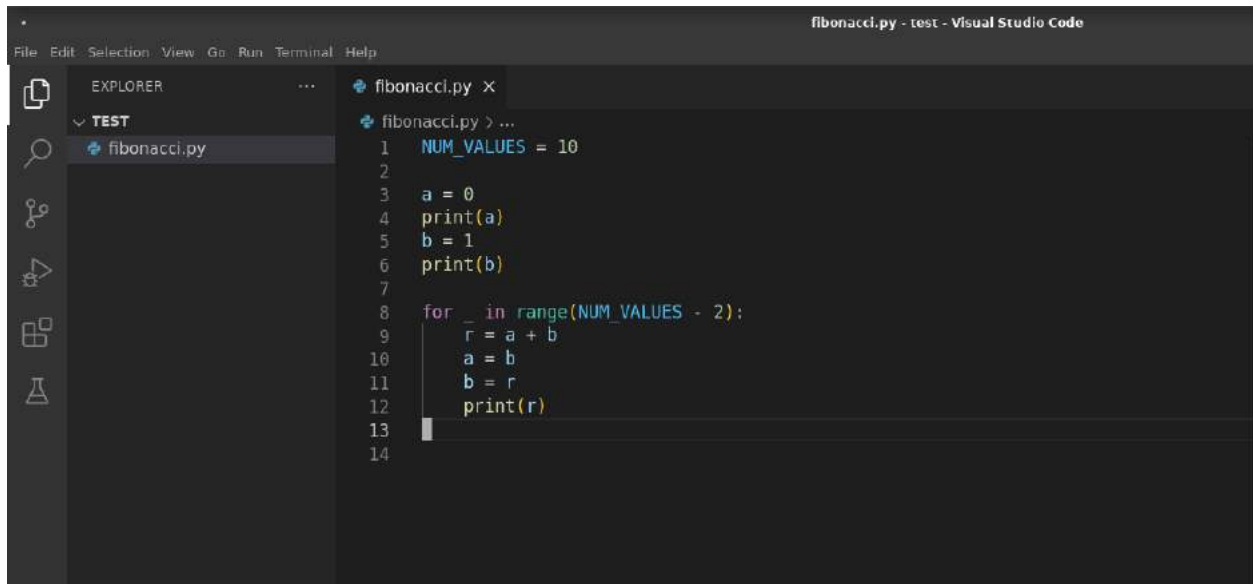 fibonacci.py - test - Visual Studio Code
File Edit Selection View Go Run Terminal Help
EXPLORER ...
fibonacci.py ×
TEST
fibonacci.py > ...
fibonacci.py
1 NUM_VALUES = 10
2
3 a = 0
4 print(a)
5 b = 1
6 print(b)
7
8 for _ in range(NUM_VALUES - 2):
9     r = a + b
10     a = b
11     b = r
12     print(r)
13
14